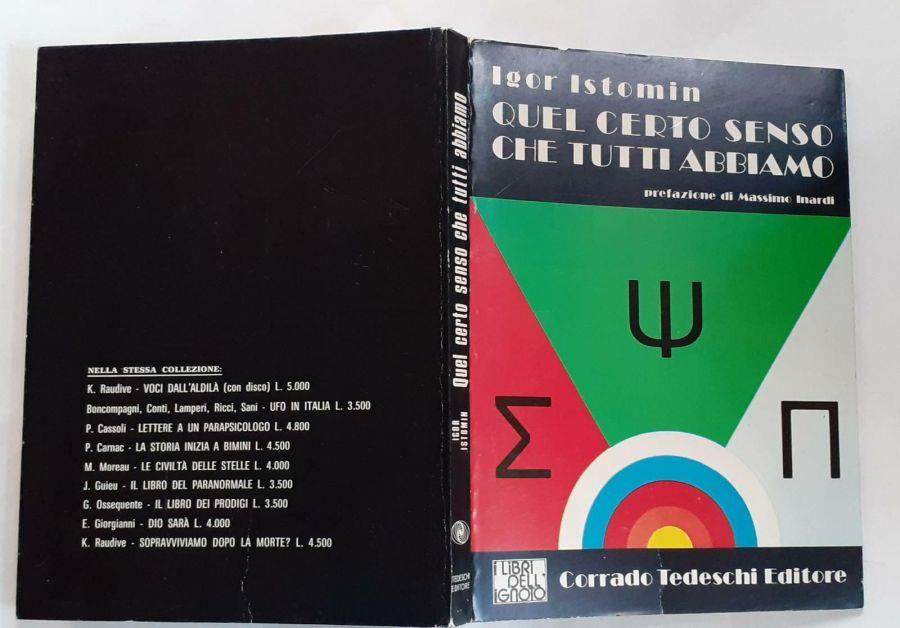 NELLA STESSA COLLEZIONE:
K. Raudive - VOCI DALL'ALDILÀ (con disco) L. 5.000
Boncompagni, Conti, Lamperi, Ricci, Sani - UFO IN ITALIA L. 3.500
P. Cassoli - LETTERE A UN PARAPSICOLOGO L. 4.800
P. Carnac - LA STORIA INIZIA A BIMINI L. 4.500
M. Moreau - LE CIVILTÀ DELLE STELLE L. 4.000
J. Guieu - IL LIBRO DEL PARANORMALE L. 3.500
G. Ossequente - IL LIBRO DEI PRODIGI L. 3.500
E. Giorgianni - DIO SARÀ L. 4.000
K. Raudive - SOPRAVVIVIAMO DOPO LA MORTE? L. 4.500
Quel certo senso che tutti abbiamo
IGOR
ISTOMIN
TEDESCHI
EDITORE
Igor Istomin
QUEL CERTO SENSO
CHE TUTTI ABBIAMO
prefazione di Massimo Inardi
Ψ
Σ
Π
I LIBRI
DELL'
IGNOTO
Corrado Tedeschi Editore